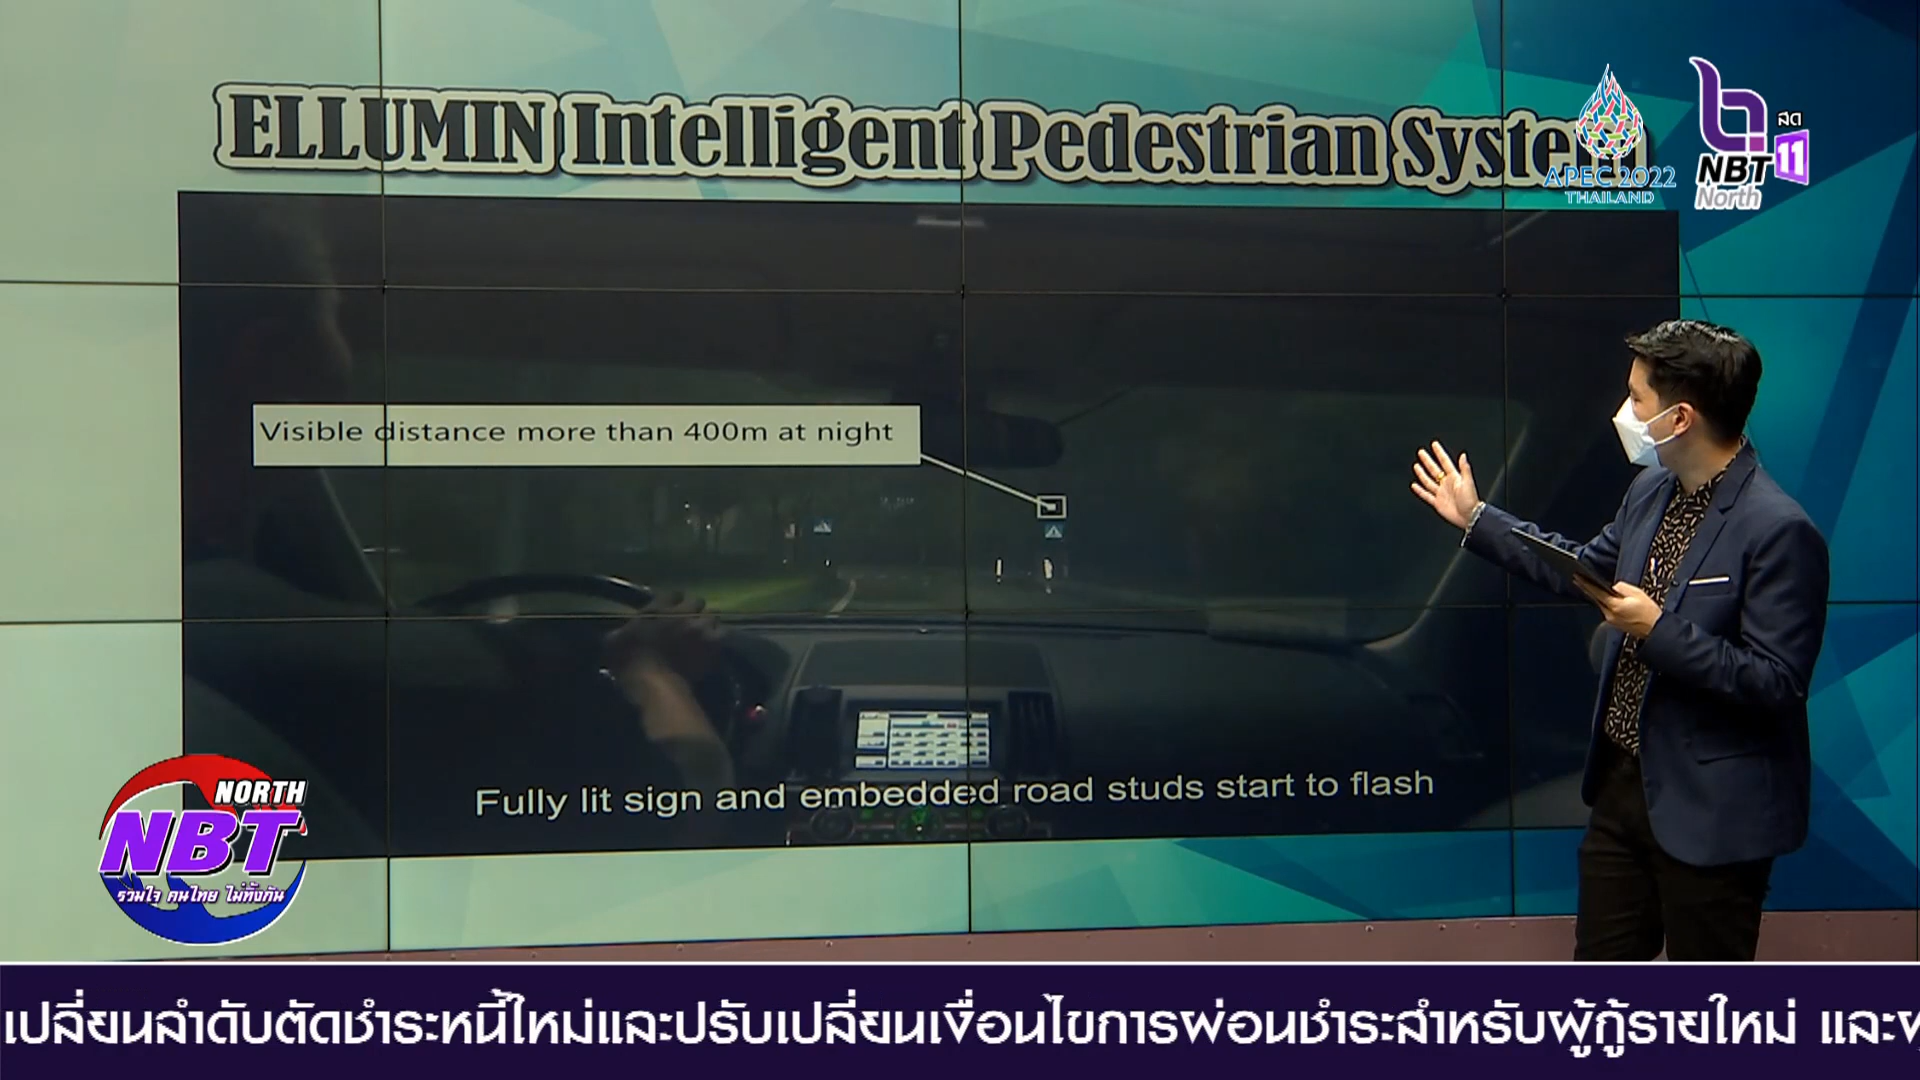 ELLUMIN Intelligent Pedestrian System
APEC 2022
THAILAND
สด
NBT 11
North
Visible distance more than 400m at night
Fully lit sign and embedded road studs start to flash
NORTH
NBT
รวมใจ คนไทย ไม่ทิ้งกัน
เปลี่ยนลำดับตัดชำระหนี้ใหม่และปรับเปลี่ยนเงื่อนไขการผ่อนชำระสำหรับผู้กู้รายใหม่ และ